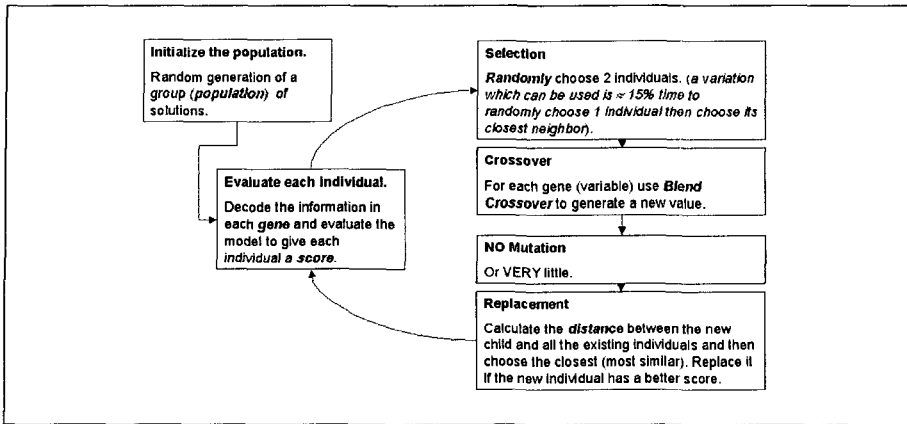 Initialize the population.
Random generation of a
group (population) of
solutions.
Evaluate each individual.
Decode the information in
each gene and evaluate the
model to give each
individual a score.
Selection
Randomly choose 2 individuals. (a variation
which can be used is ≈ 15% time to
randomly choose 1 individual then choose its
closest neighbor).
Crossover
For each gene (variable) use Blend
Crossover to generate a new value.
NO Mutation
Or VERY little.
Replacement
Calculate the distance between the new
child and all the existing individuals and then
choose the closest (most similar). Replace it
if the new individual has a better score.